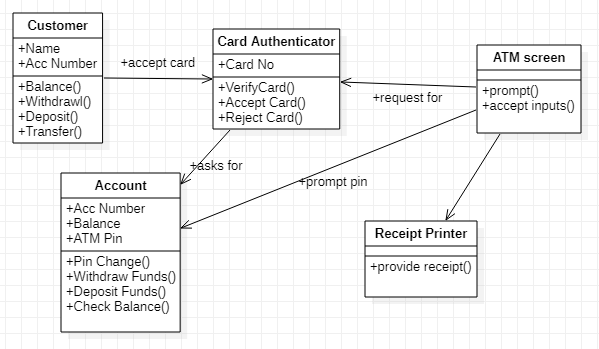 Customer
+Name
+Acc Number
+Balance()
+Withdrawl()
+Deposit()
+Transfer()
+accept card
Card Authenticator
+Card No
+VerifyCard()
+Accept Card()
+Reject Card()
ATM screen
+prompt()
+accept inputs()
+request for
+asks for
+prompt pin
Account
+Acc Number
+Balance
+ATM Pin
+Pin Change()
+Withdraw Funds()
+Deposit Funds()
+Check Balance()
Receipt Printer
+provide receipt()